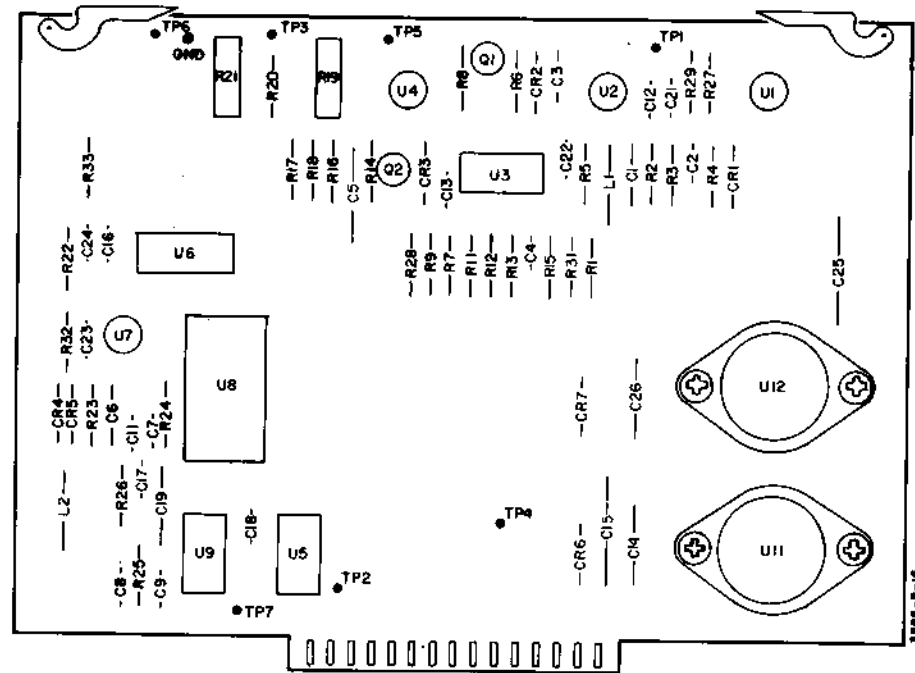 TP6
GND
TP3
TP5
TP1
R21
R20
R19
U4
R8
Q1
R6
CR2
C3
U2
C12
C21
R29
R27
U1
R33
R17
R18
R16
C5
R14
Q2
CR3
C13
U3
C22
R5
L1
C1
R2
R3
C2
R4
CR1
R22
C24
C16
U6
R28
R9
R7
R11
R12
R13
C4
R15
R31
R1
C25
R32
C23
U7
U8
U12
CR4
CR5
R23
C6
C11
C7
R24
CR7
C26
L2
R26
C17
C19
C18
U9
U5
TP4
CR6
C15
C14
U11
C8
R25
C9
TP2
TP7